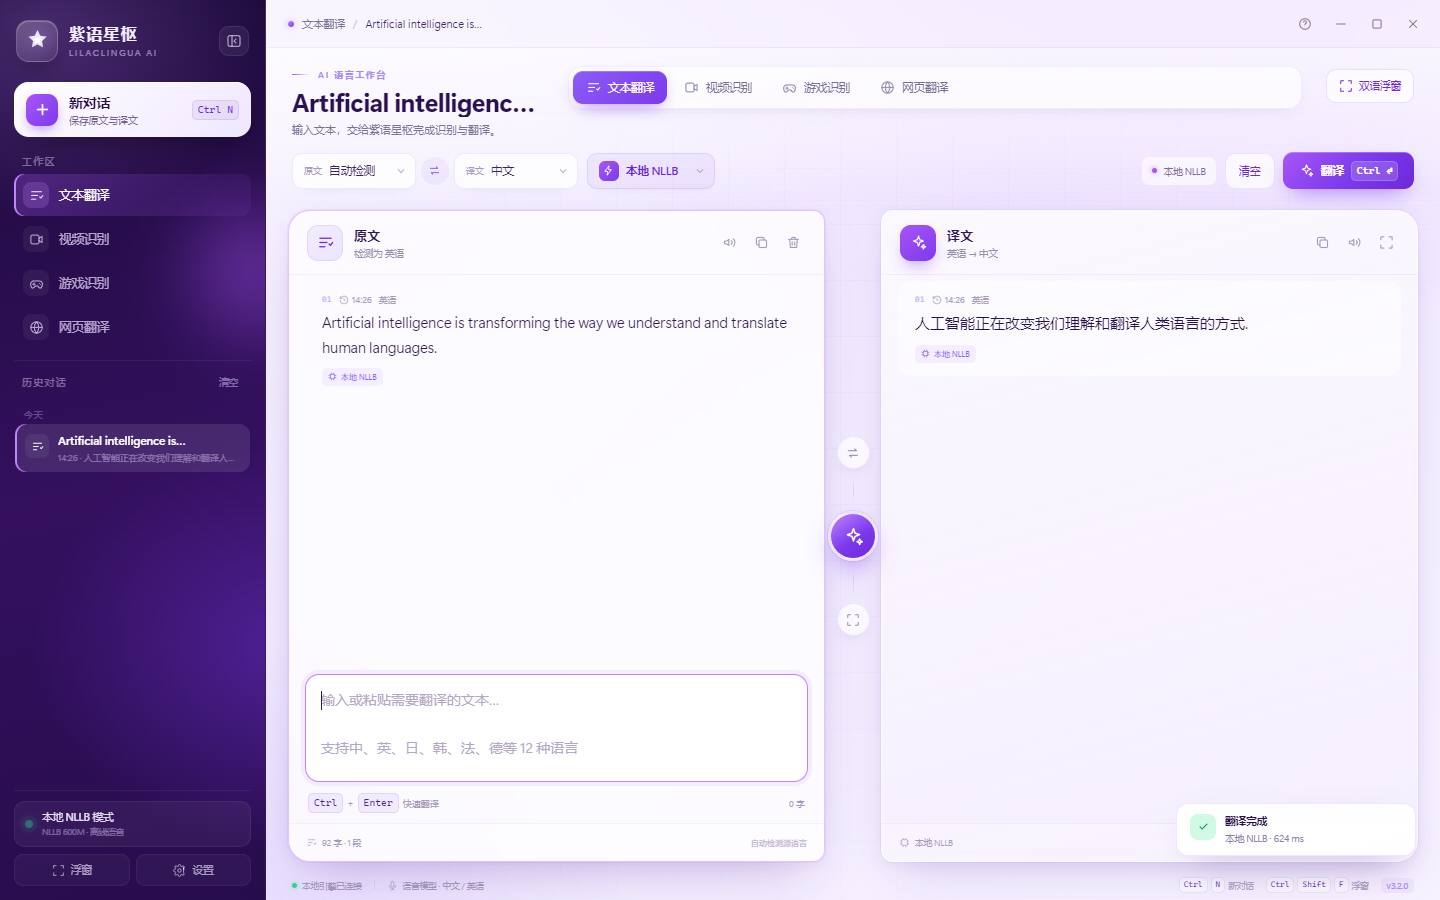 紫语星枢
LILACLINGUA AI
新对话
保存原文与译文
Ctrl N
工作区
文本翻译
视频识别
游戏识别
网页翻译
历史对话
清空
今天
Artificial intelligence is...
14:26 · 人工智能正在改变我们理解和翻译人...
本地 NLLB 模式
NLLB 600M · 离线语言
浮窗
设置
文本翻译 / Artificial intelligence is...
AI 语言工作台
Artificial intelligenc...
输入文本，交给紫语星枢完成识别与翻译。
文本翻译
视频识别
游戏识别
网页翻译
双语浮窗
原文 自动检测
译文 中文
本地 NLLB
本地 NLLB
清空
翻译 Ctrl ↵
原文
检测为 英语
01 14:26 英语
Artificial intelligence is transforming the way we understand and translate
human languages.
本地 NLLB
输入或粘贴需要翻译的文本...
支持中、英、日、韩、法、德等 12 种语言
Ctrl + Enter 快速翻译
0 字
92 字 · 1 段
自动检测源语言
译文
英语 → 中文
01 14:26 英语
人工智能正在改变我们理解和翻译人类语言的方式.
本地 NLLB
本地 NLLB
翻译完成
本地 NLLB · 624 ms
本地引擎已连接
语音模型 · 中文 / 英语
Ctrl N 新对话
Ctrl Shift F 浮窗
v3.2.0